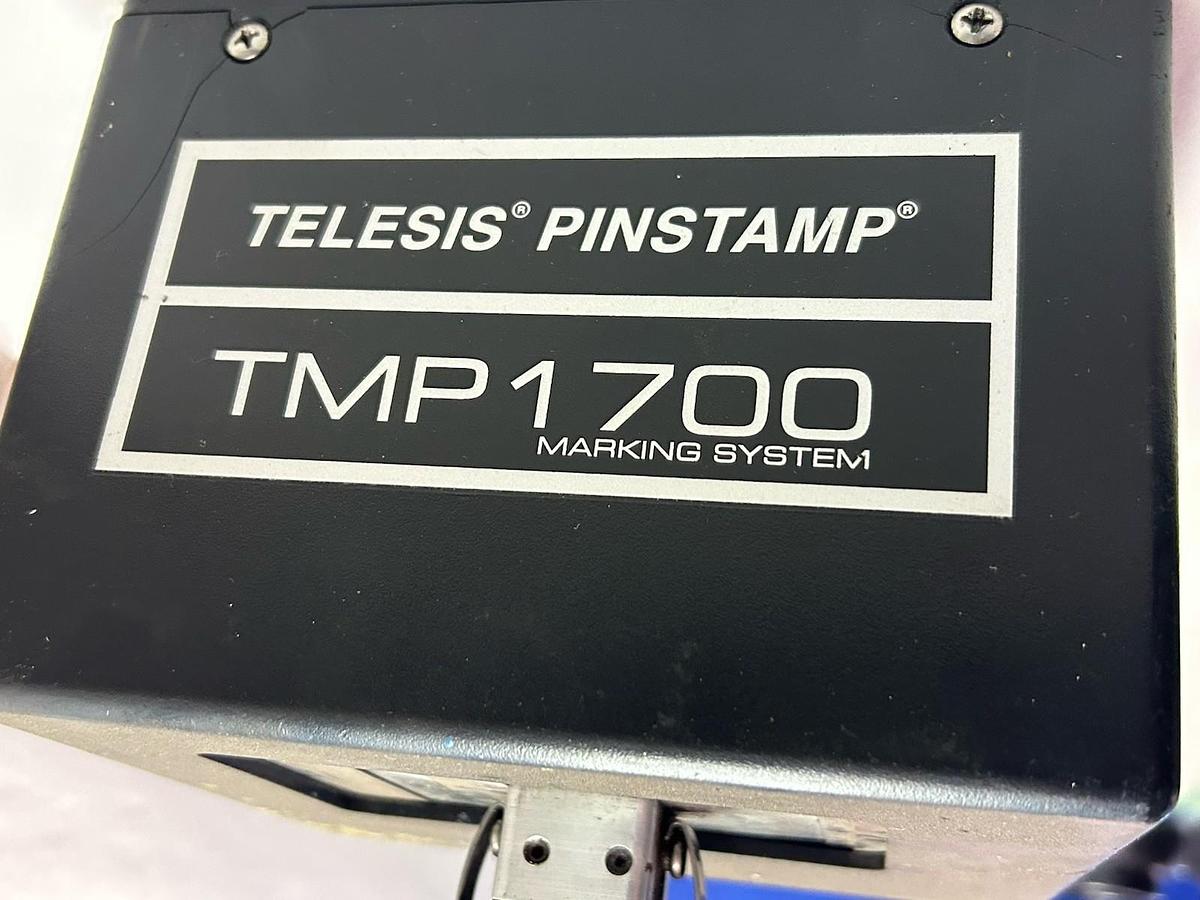 TELESIS® PINSTAMP®
TMP1700
MARKING SYSTEM